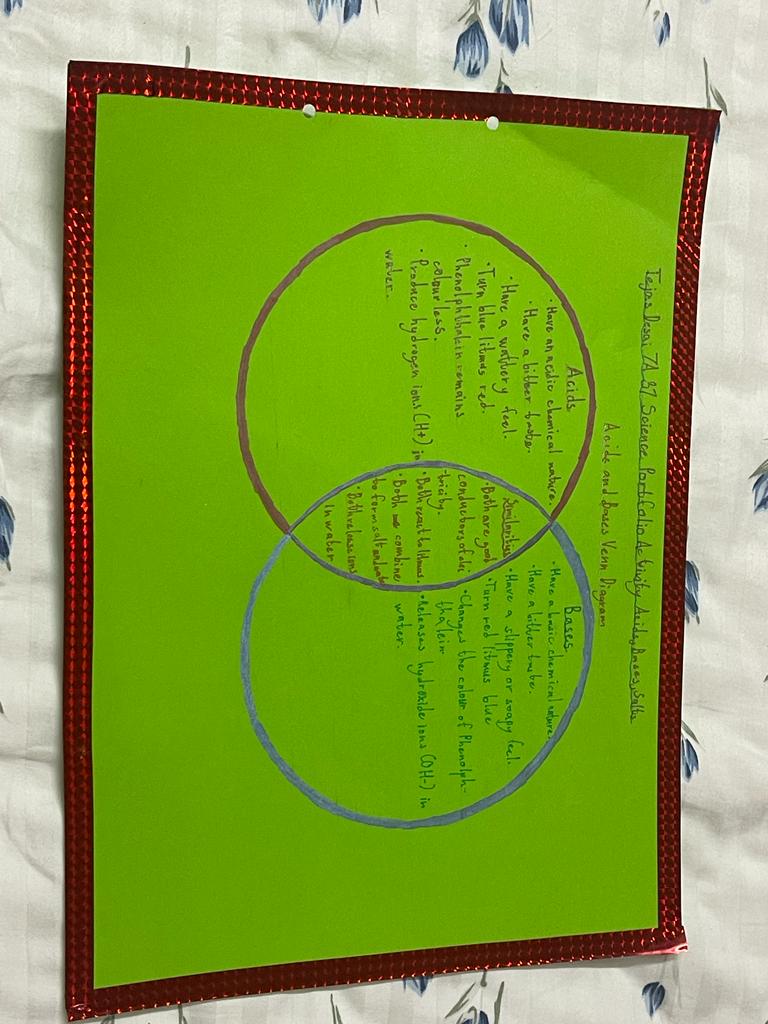 Tejas Desai 7A 37 Science Portfolio Activity Acids, Bases, Salts
Acids and Bases Venn Diagram
Acids
• Have an acidic chemical nature.
• Have a bitter taste.
• Have a wattery feel.
• Turn blue litmus red.
• Phenolphthalein remains
colourless.
• Produce hydrogen ions (H+) in
water.
Similarities
• Both are good
conductors of elec
tricity.
• Both react to litmus.
• Both combine
to form salt and water
• Both release ions
in water
Bases
• Have a basic chemical nature.
• Have a bitter taste.
• Have a slippery or soapy feel.
• Turn red litmus blue
• Changes the colour of Phenolph-
thalein
• Releases hydroxide ions (OH-) in
water.